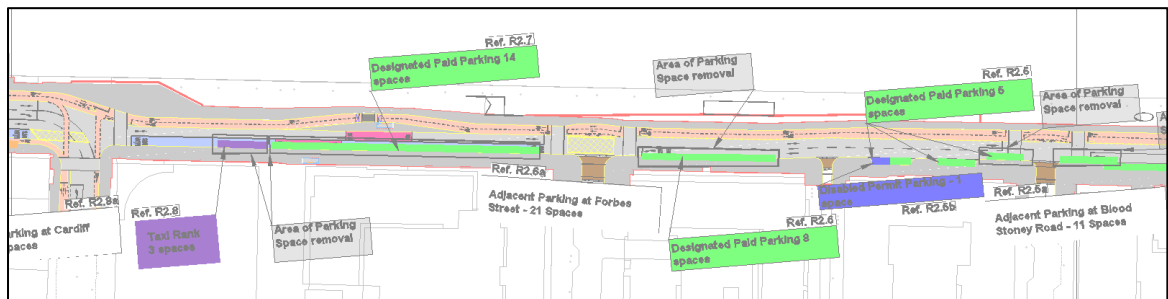 Ref. R2.7
Designated Paid Parking 14
spaces
Area of Parking
Space removal
Ref. R2.6
Designated Paid Parking 5
spaces
Area of Parking
Space removal
Ref. R2.8a
arking at Cardiff
paces
Ref. R2.8
Taxi Rank
3 spaces
Area of Parking
Space removal
Ref. R2.6a
Adjacent Parking at Forbes
Street - 21 Spaces
Ref. R2.6
Designated Paid Parking 8
spaces
Disabled Permit Parking - 1
space
Ref. R2.5b
Ref. R2.5a
Adjacent Parking at Blood
Stoney Road - 11 Spaces